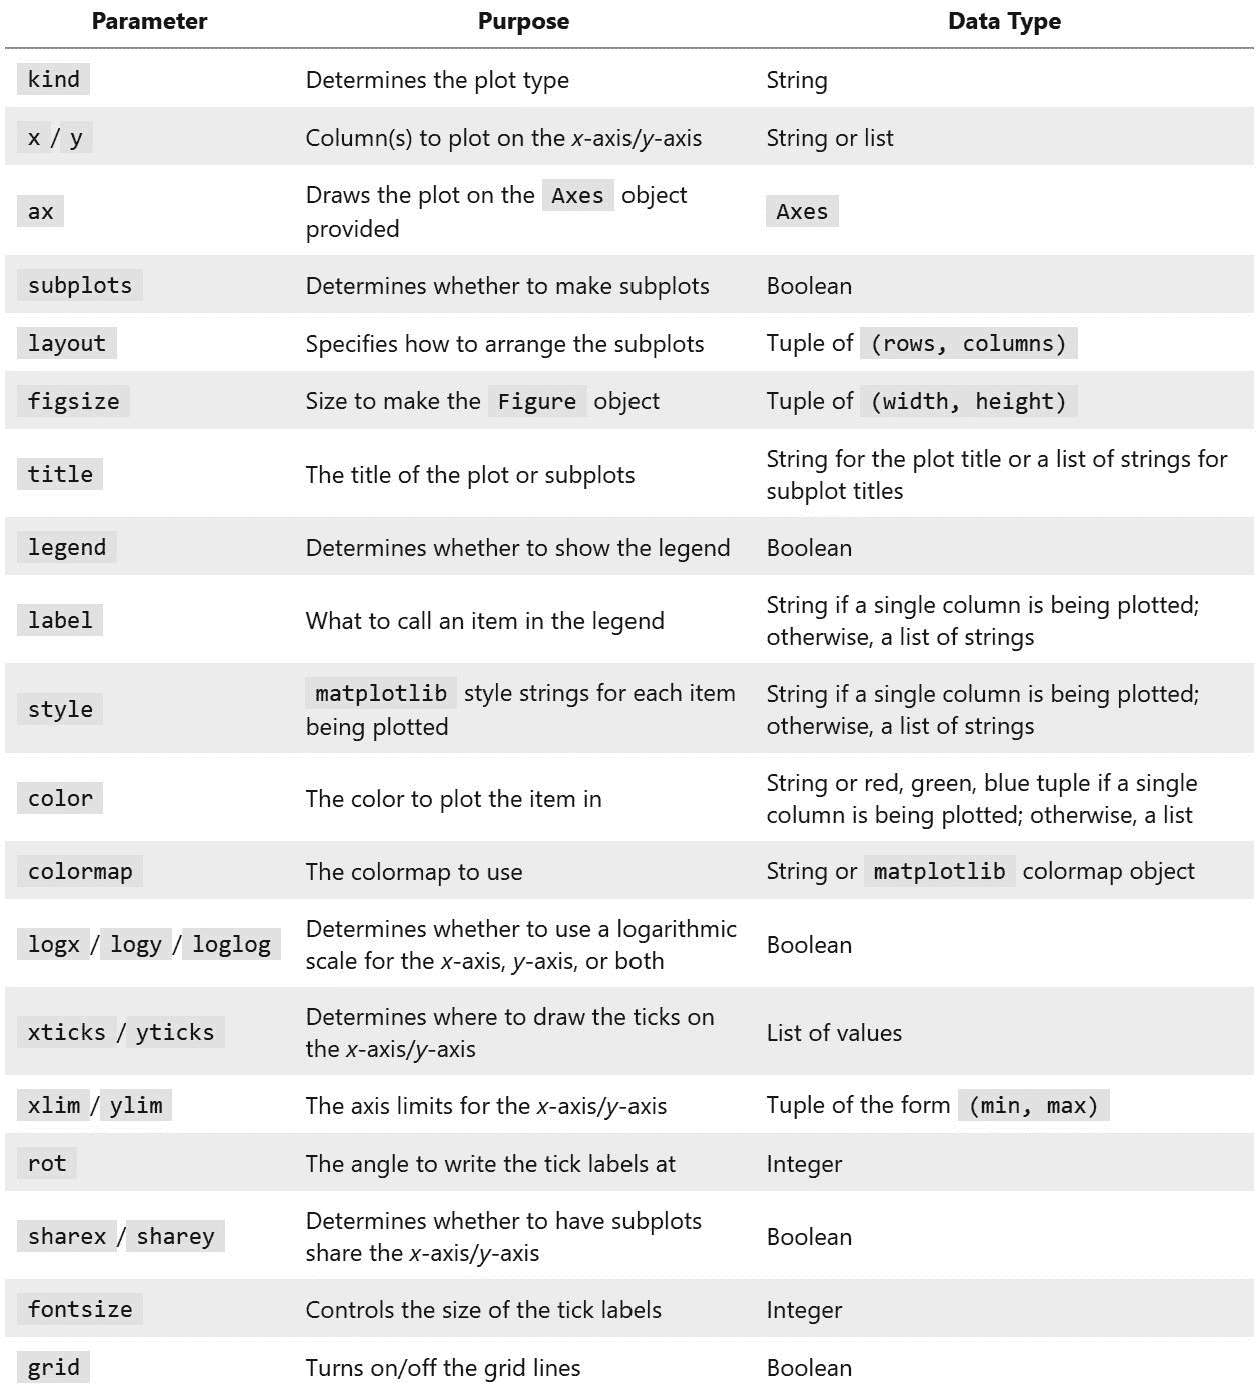 Parameter Purpose Data Type
kind Determines the plot type String
x / y Column(s) to plot on the x-axis/y-axis String or list
ax Draws the plot on the Axes object provided Axes
subplots Determines whether to make subplots Boolean
layout Specifies how to arrange the subplots Tuple of (rows, columns)
figsize Size to make the Figure object Tuple of (width, height)
title The title of the plot or subplots String for the plot title or a list of strings for subplot titles
legend Determines whether to show the legend Boolean
label What to call an item in the legend String if a single column is being plotted; otherwise, a list of strings
style matplotlib style strings for each item being plotted String if a single column is being plotted; otherwise, a list of strings
color The color to plot the item in String or red, green, blue tuple if a single column is being plotted; otherwise, a list
colormap The colormap to use String or matplotlib colormap object
logx / logy / loglog Determines whether to use a logarithmic scale for the x-axis, y-axis, or both Boolean
xticks / yticks Determines where to draw the ticks on the x-axis/y-axis List of values
xlim / ylim The axis limits for the x-axis/y-axis Tuple of the form (min, max)
rot The angle to write the tick labels at Integer
sharex / sharey Determines whether to have subplots share the x-axis/y-axis Boolean
fontsize Controls the size of the tick labels Integer
grid Turns on/off the grid lines Boolean